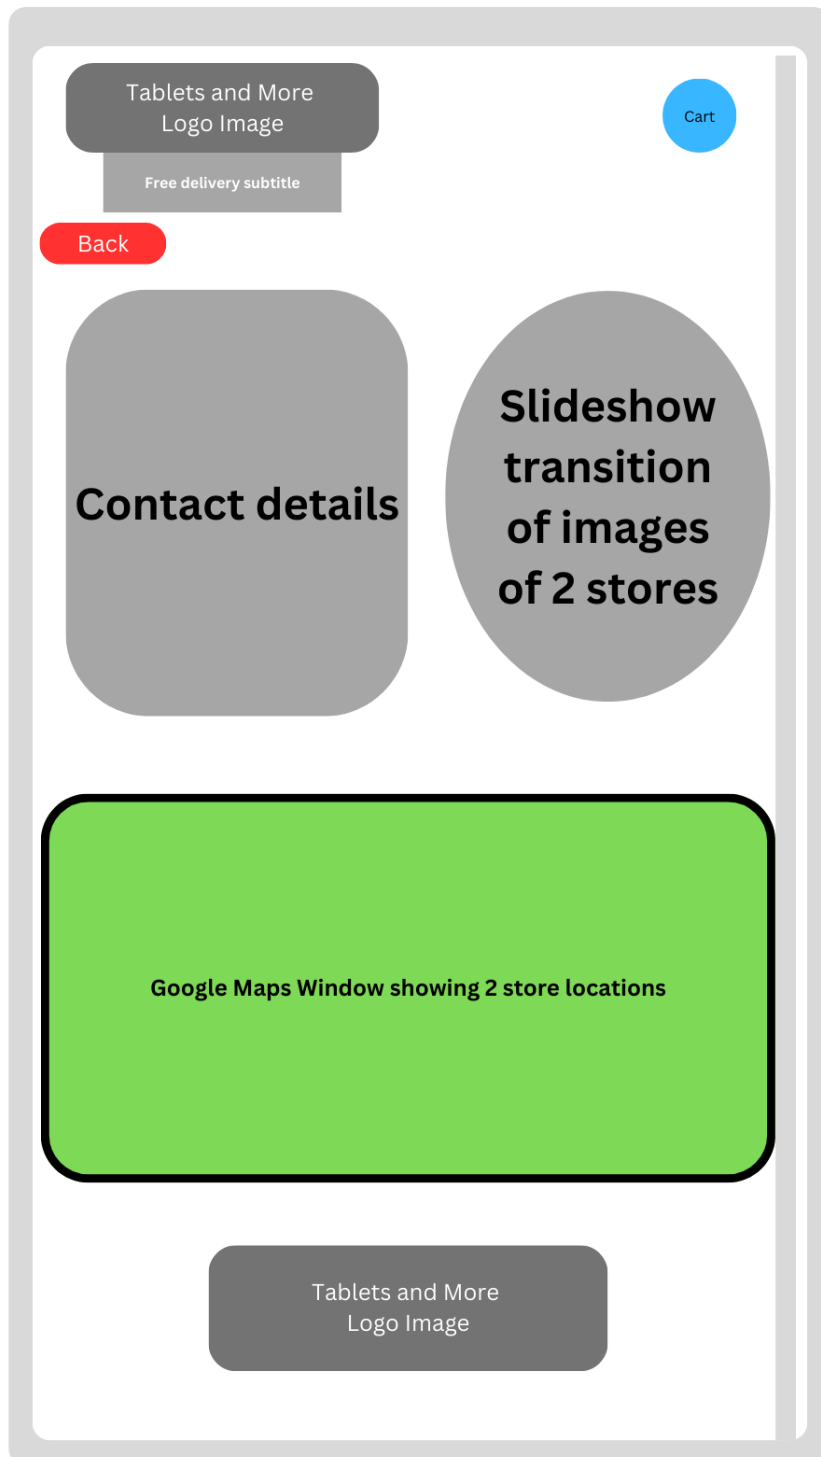 Tablets and More
Logo Image
Cart
Free delivery subtitle
Back
Contact details
Slideshow
transition
of images
of 2 stores
Google Maps Window showing 2 store locations
Tablets and More
Logo Image